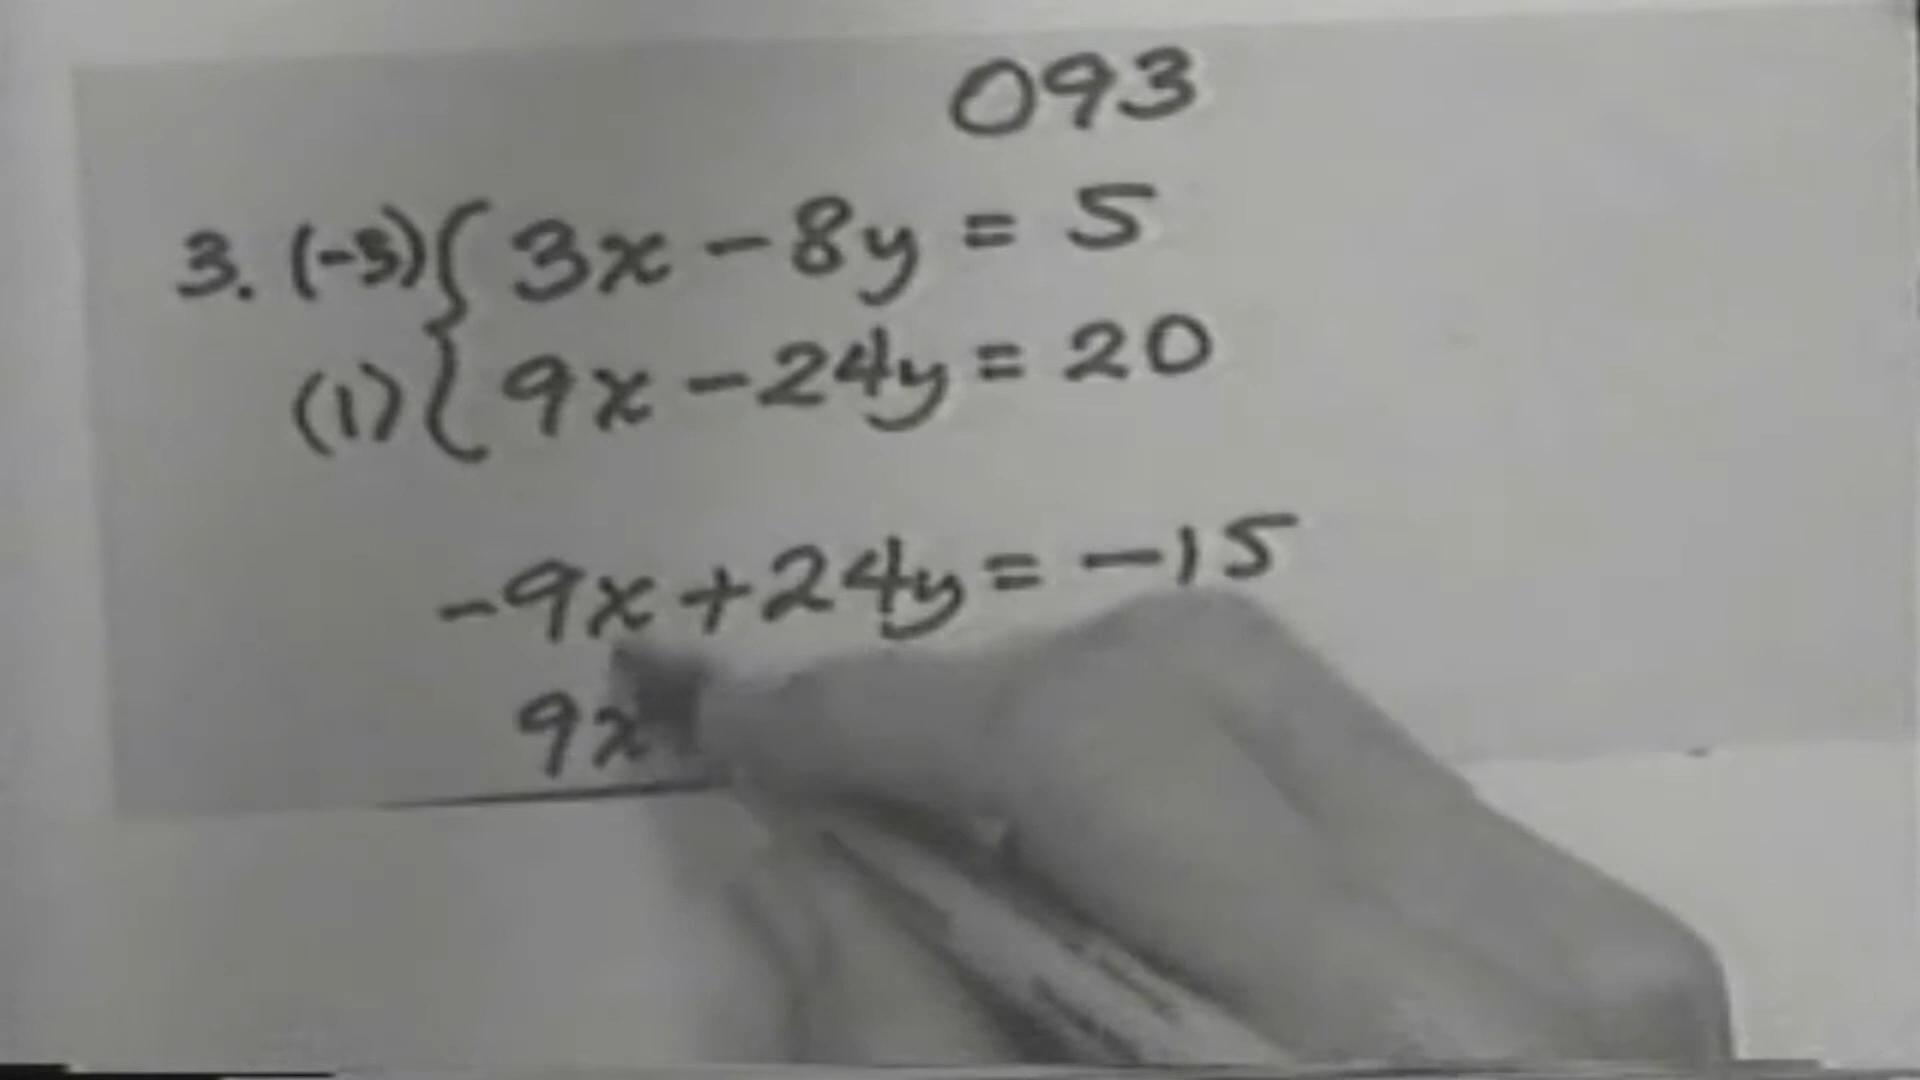 093
3. (-3) { 3x - 8y = 5
(1) { 9x - 24y = 20
-9x + 24y = -15
9x